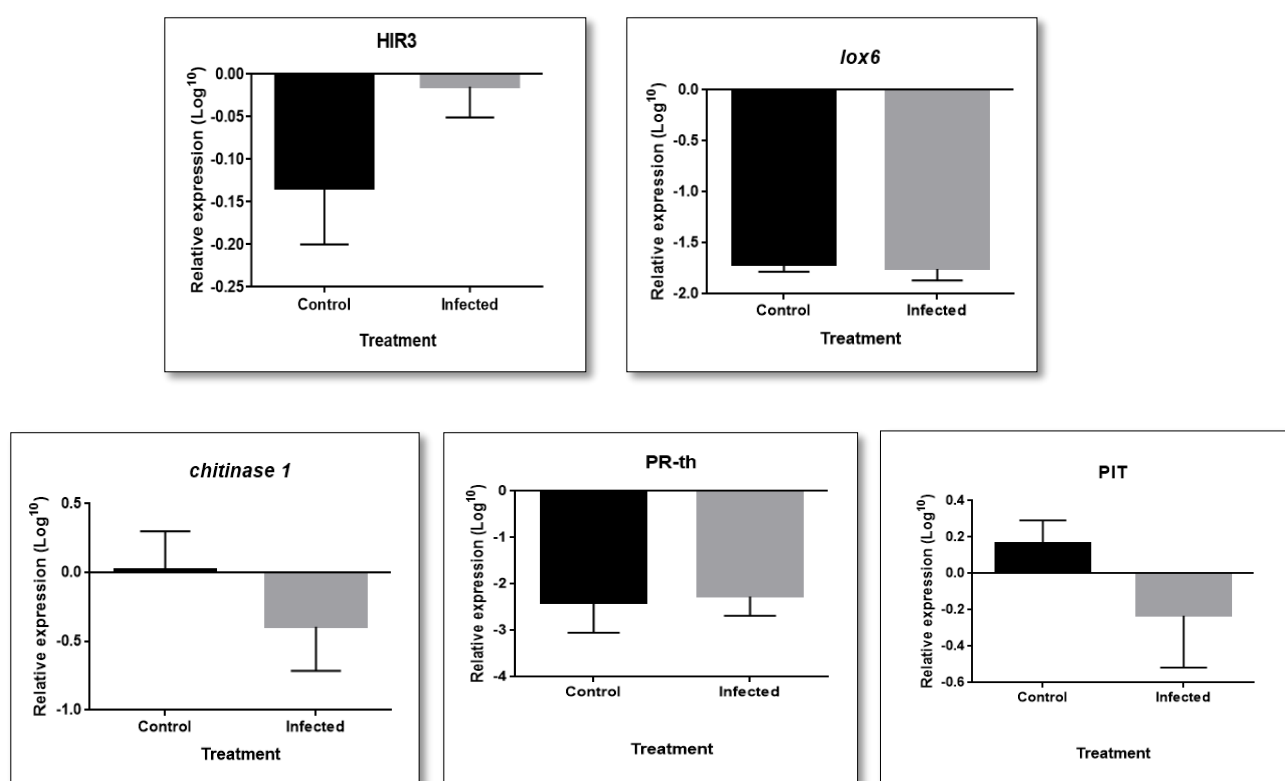 HIR3
Relative expression (Log10)
0.00
-0.05
-0.10
-0.15
-0.20
-0.25
Control
Infected
Treatment
lox6
Relative expression (Log10)
0.0
-0.5
-1.0
-1.5
-2.0
Control
Infected
Treatment
chitinase 1
Relative expression (Log10)
0.5
0.0
-0.5
-1.0
Control
Infected
Treatment
PR-th
Relative expression (Log10)
0
-1
-2
-3
-4
Control
Infected
Treatment
PIT
Relative expression (Log10)
0.4
0.2
0.0
-0.2
-0.4
-0.6
Control
Infected
Treatment